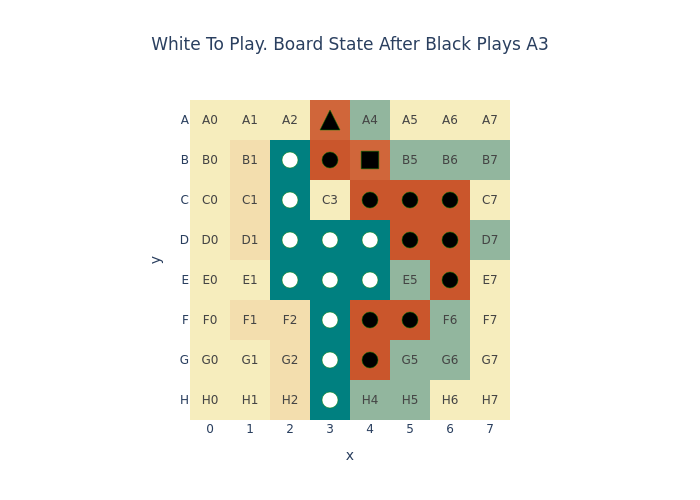 White To Play. Board State After Black Plays A3
A A0 A1 A2 A4 A5 A6 A7
B B0 B1 B5 B6 B7
C C0 C1 C3 C7
D D0 D1 D7
E E0 E1 E5 E7
F F0 F1 F2 F6 F7
G G0 G1 G2 G5 G6 G7
H H0 H1 H2 H4 H5 H6 H7
0 1 2 3 4 5 6 7
x
y